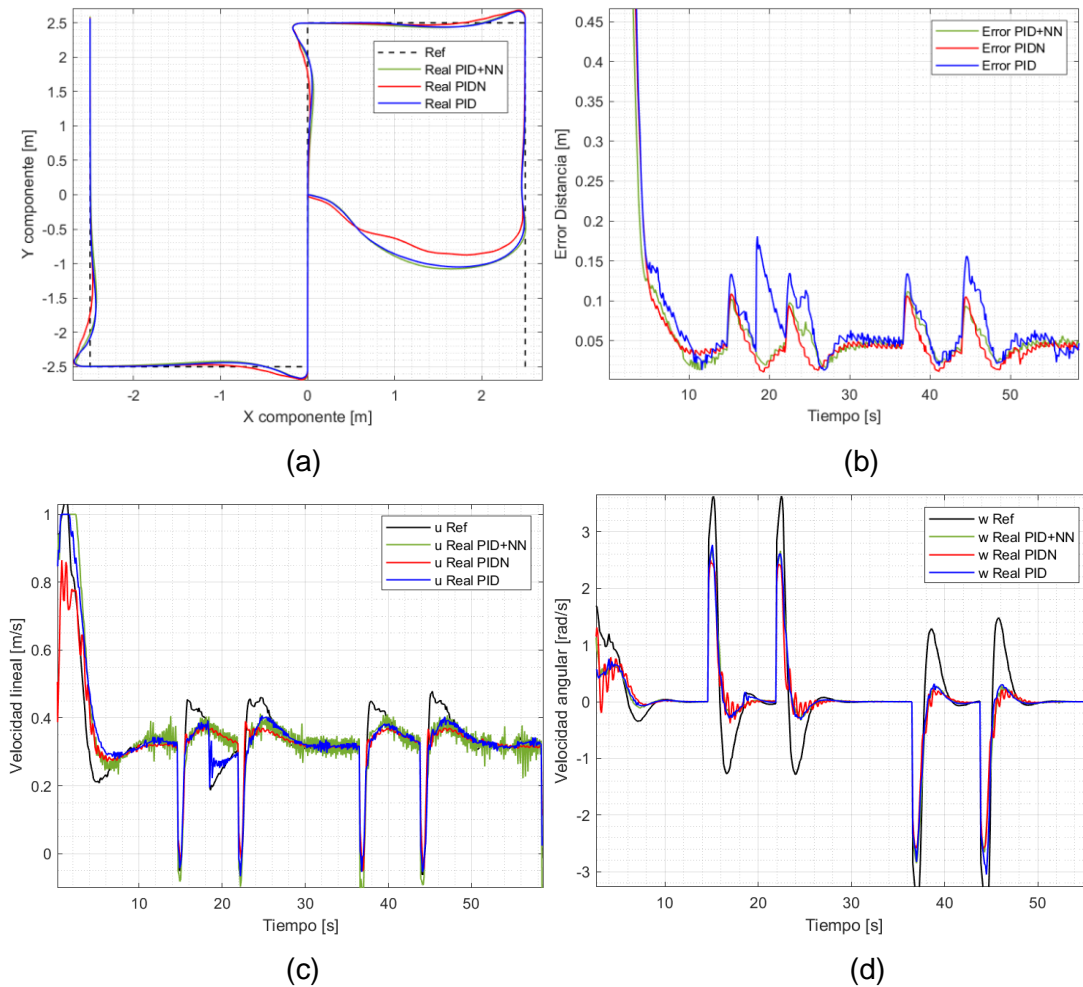 2.5
2
1.5
1
0.5
0
-0.5
-1
-1.5
-2
-2.5
Y componente [m]
-2
-1
0
1
2
X componente [m]
Ref
Real PID+NN
Real PIDN
Real PID
(a)
0.45
0.4
0.35
0.3
0.25
0.2
0.15
0.1
0.05
Error Distancia [m]
10
20
30
40
50
Tiempo [s]
Error PID+NN
Error PIDN
Error PID
(b)
1
0.8
0.6
0.4
0.2
0
Velocidad lineal [m/s]
10
20
30
40
50
Tiempo [s]
u Ref
u Real PID+NN
u Real PIDN
u Real PID
(c)
3
2
1
0
-1
-2
-3
Velocidad angular [rad/s]
10
20
30
40
50
Tiempo [s]
w Ref
w Real PID+NN
w Real PIDN
w Real PID
(d)